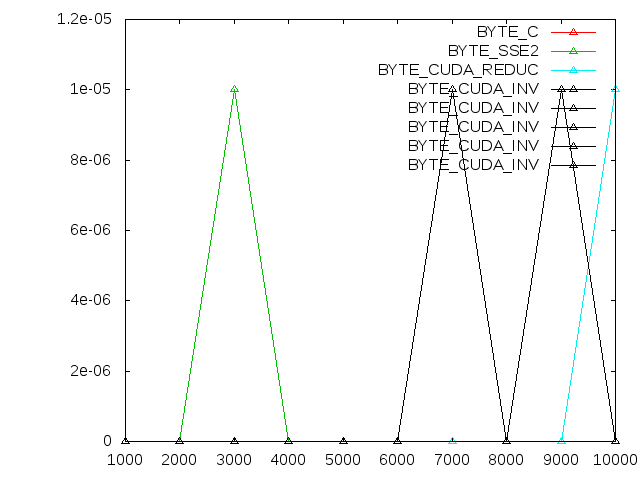 1.2e-05
BYTE_C
BYTE_SSE2
BYTE_CUDA_REDUC
1e-05
BYTE_CUDA_INV
BYTE_CUDA_INV
BYTE_CUDA_INV
BYTE_CUDA_INV
8e-06
BYTE_CUDA_INV
6e-06
4e-06
2e-06
0
1000 2000 3000 4000 5000 6000 7000 8000 9000 10000